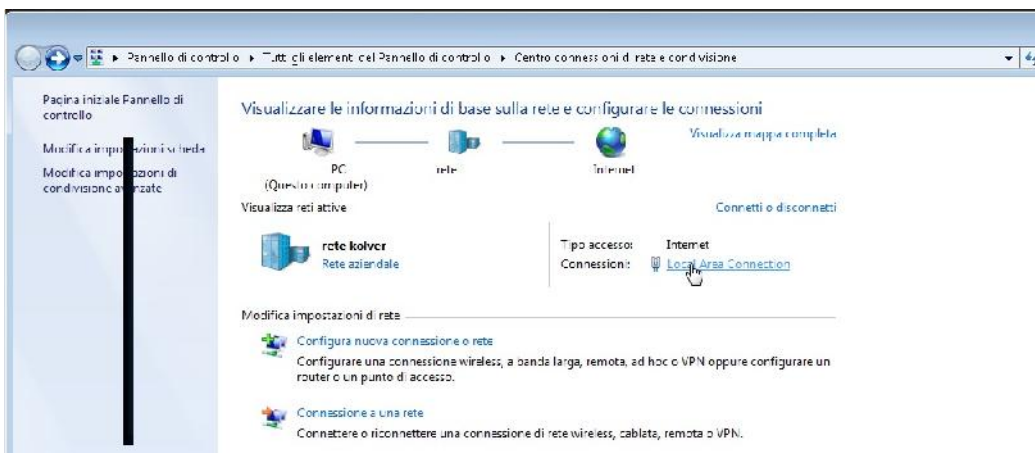 Pannello di controllo ▸ Tutti gli elementi del Pannello di controllo ▸ Centro connessioni di rete e condivisione
Pagina iniziale Pannello di
controllo
Modifica impostazioni scheda
Modifica impostazioni di
condivisione avanzate
Visualizzare le informazioni di base sulla rete e configurare le connessioni
Visualizza mappa completa
PC
(Questo computer)
rete
Internet
Visualizza reti attive
Connetti o disconnetti
rete kolver
Rete aziendale
Tipo accesso: Internet
Connessioni: Local Area Connection
Modifica impostazioni di rete
Configura nuova connessione o rete
Configurare una connessione wireless, a banda larga, remota, ad hoc o VPN oppure configurare un
router o un punto di accesso.
Connessione a una rete
Connettere o riconnettere una connessione di rete wireless, cablata, remota o VPN.